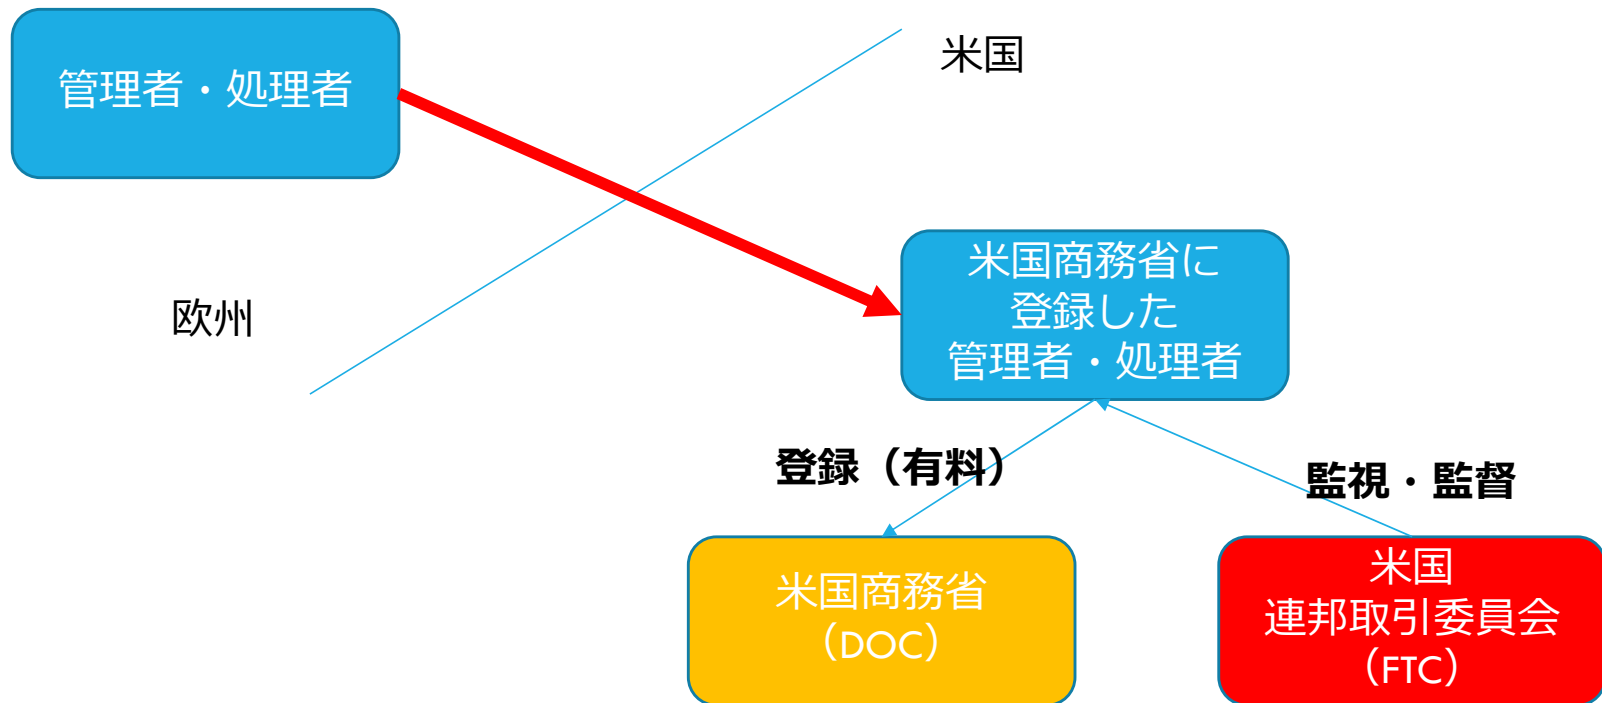 管理者・処理者
米国
欧州
米国商務省に
登録した
管理者・処理者
登録（有料）
監視・監督
米国商務省
（DOC）
米国
連邦取引委員会
（FTC）